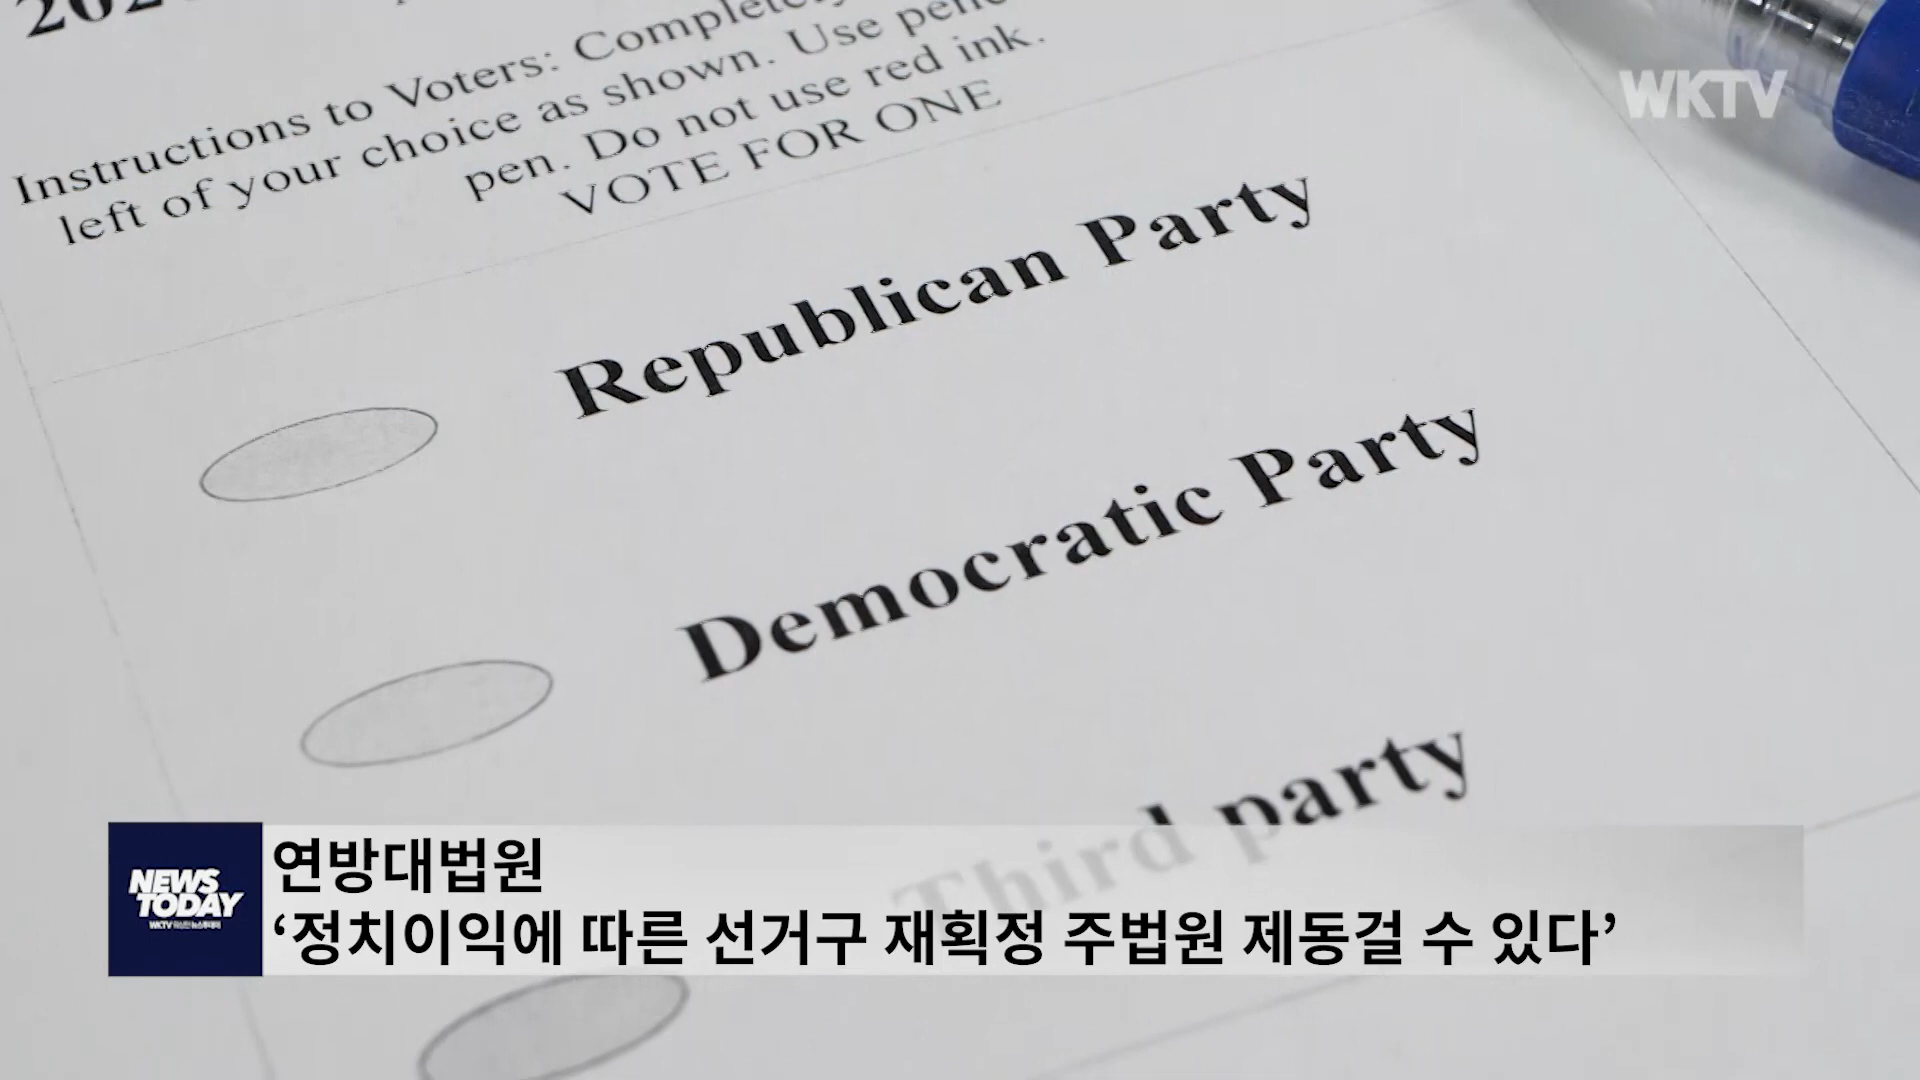 WKTV
Instructions to Voters:
left of your choice as shown. Use
pen. Do not use red ink.
VOTE FOR ONE
Republican Party
Democratic Party
Third party
NEWS
TODAY
연방대법원
‘정치이익에 따른 선거구 재획정 주법원 제동걸 수 있다’